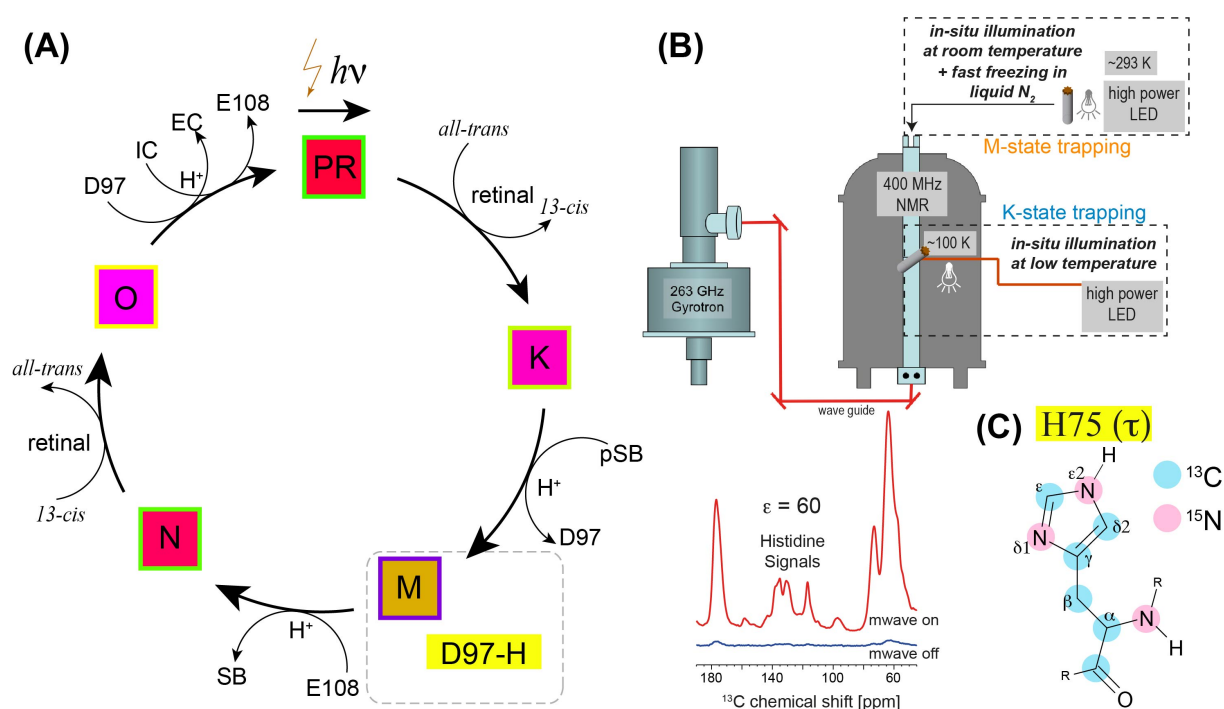 (A)
hν
PR
all-trans
retinal
13-cis
K
pSB
H⁺
D97
M
D97-H
H⁺
SB
E108
N
13-cis
retinal
all-trans
O
D97
IC
H⁺
EC
E108
(B)
in-situ illumination
at room temperature
+ fast freezing in
liquid N₂
~293 K
high power
LED
M-state trapping
400 MHz
NMR
K-state trapping
~100 K
in-situ illumination
at low temperature
high power
LED
263 GHz
Gyrotron
wave guide
ε = 60
Histidine
Signals
mwave on
mwave off
190 160 130 90 60
¹³C chemical shift [ppm]
(C) H75 (τ)
H
ε2
N
ε
δ2
N
δ1
γ
β
α
R
N
H
R
O
¹³C
¹⁵N